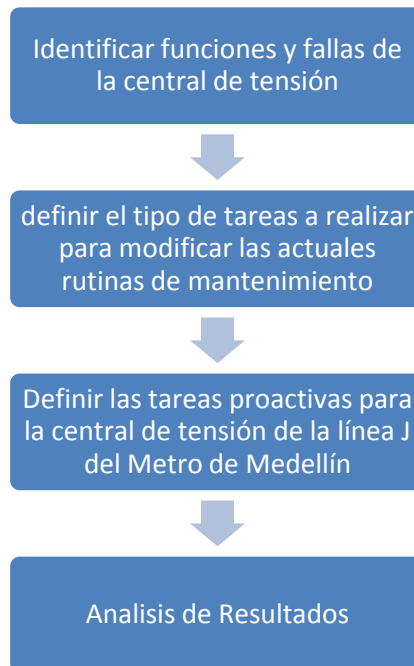 Identificar funciones y fallas de
la central de tensión
definir el tipo de tareas a realizar
para modificar las actuales
rutinas de mantenimiento
Definir las tareas proactivas para
la central de tensión de la línea J
del Metro de Medellín
Analisis de Resultados